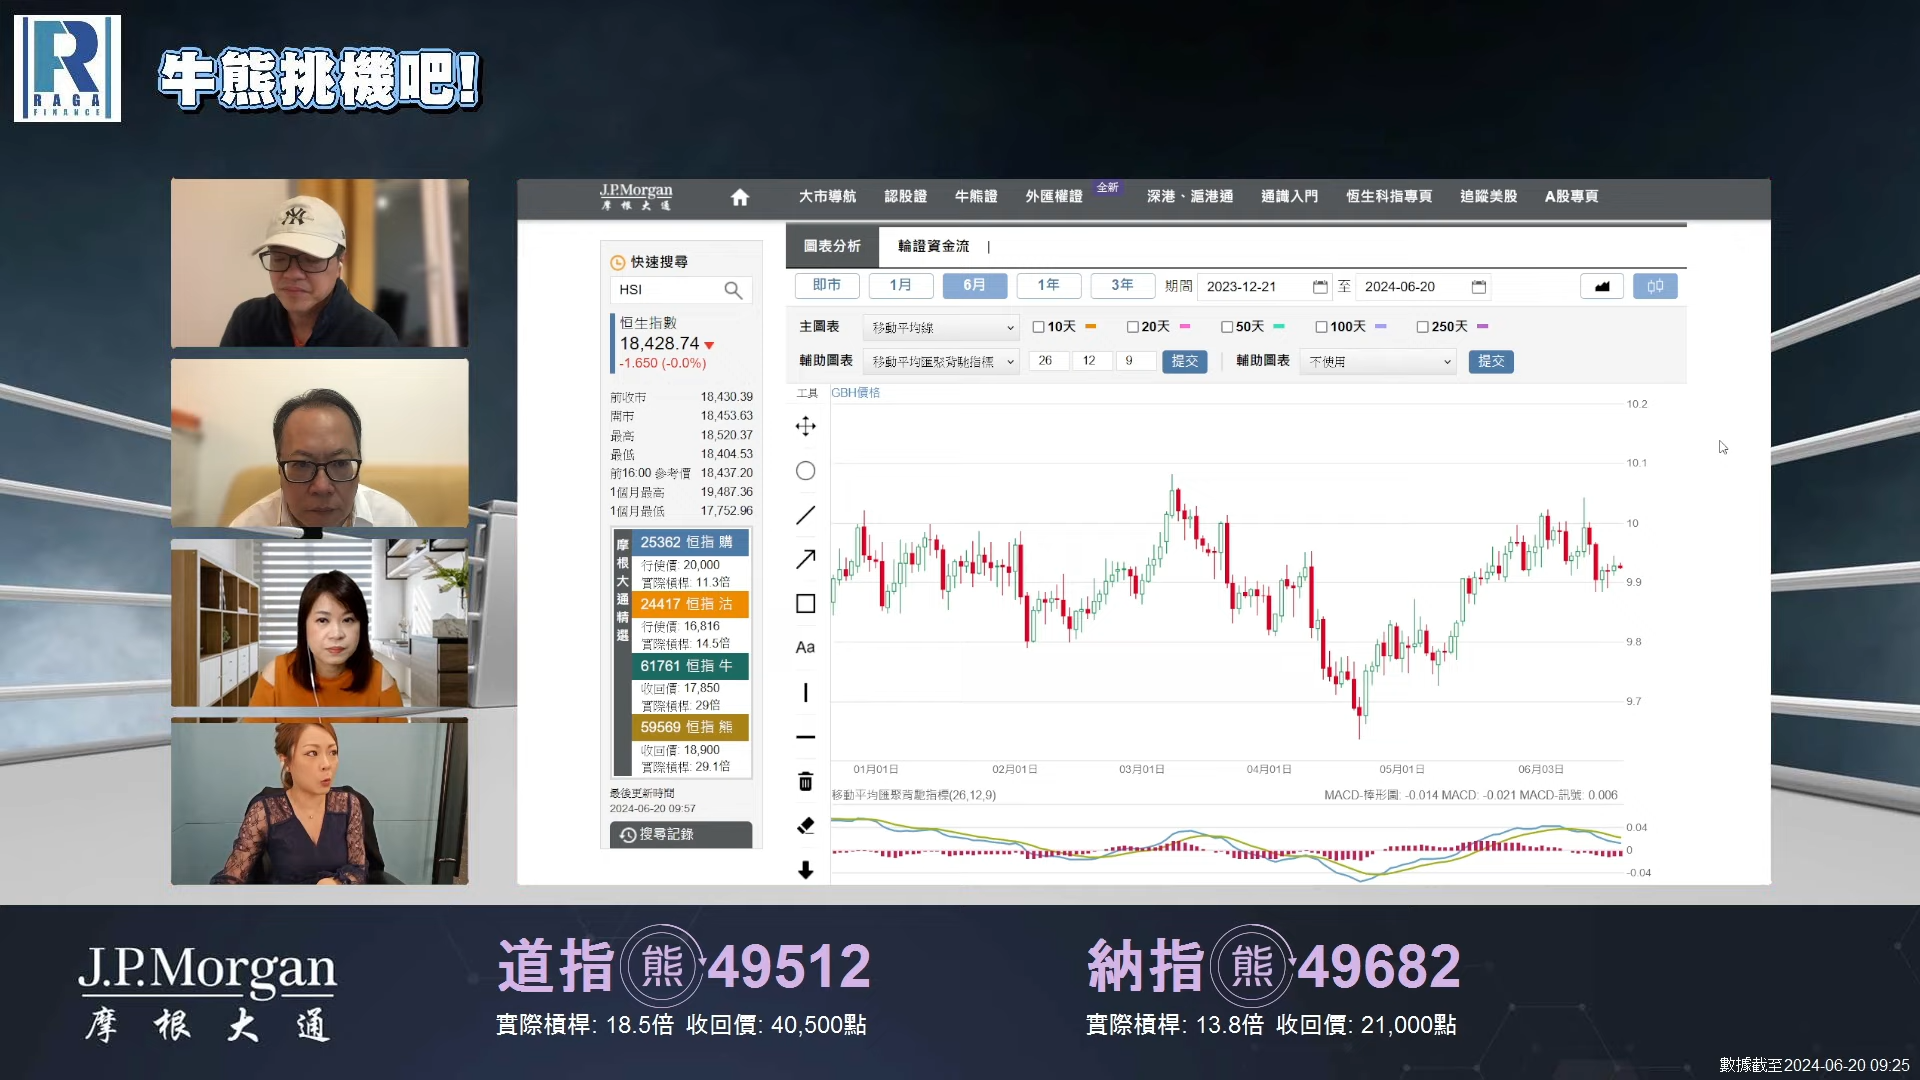 RAGA
FINANCE
牛熊挑機吧!
J.P.Morgan
摩根大通
大市導航 認股證 牛熊證 外匯權證 全新 深港、滬港通 通識入門 恆生科指專頁 追蹤美股 A股專頁
快速搜尋
HSI
恒生指數
18,428.74
-1.650 (-0.0%)
前收市 18,430.39
開市 18,453.63
最高 18,520.37
最低 18,404.53
前16:00 參考價 18,437.20
1個月最高 19,487.36
1個月最低 17,752.96
摩根大通精選
25362 恒指 購
行使價: 20,000
實際槓桿: 11.3倍
24417 恒指 沽
行使價: 16,816
實際槓桿: 14.5倍
61761 恒指 牛
收回價: 17,850
實際槓桿: 29倍
59569 恒指 熊
收回價: 18,900
實際槓桿: 29.1倍
最後更新時間
2024-06-20 09:57
搜尋記錄
圖表分析 輪證資金流 |
即市 1月 6月 1年 3年 期間 2023-12-21 至 2024-06-20
主圖表 移動平均線 10天 20天 50天 100天 250天
輔助圖表 移動平均匯聚背馳指標 26 12 9 提交 輔助圖表 不使用 提交
工具 GBH價格
Aa
10.2
10.1
10
9.9
9.8
9.7
01月01日 02月01日 03月01日 04月01日 05月01日 06月03日
移動平均匯聚背馳指標(26,12,9) MACD-棒形圖: -0.014 MACD: -0.021 MACD-訊號: 0.006
0.04
0
-0.04
J.P.Morgan
摩根大通
道指 熊 49512
實際槓桿: 18.5倍 收回價: 40,500點
納指 熊 49682
實際槓桿: 13.8倍 收回價: 21,000點
數據截至2024-06-20 09:25